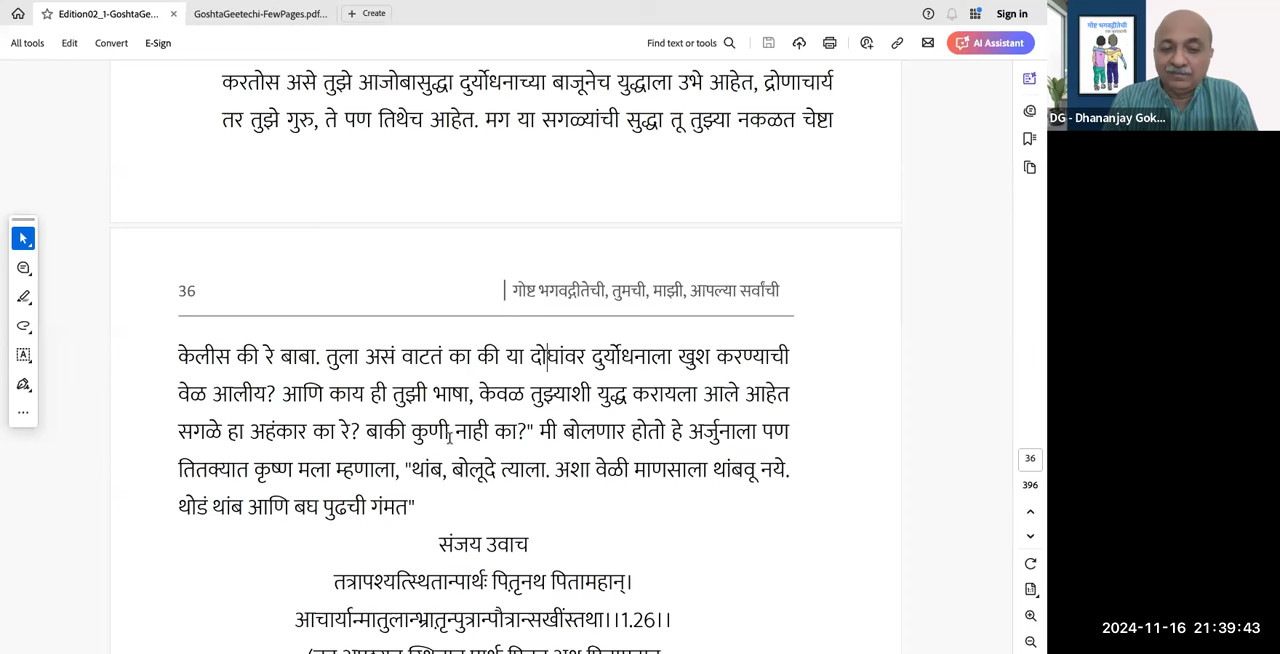 Edition02_1-GoshtaGe...
GoshtaGeetechi-FewPages.pdf...
Create
Sign in
All tools
Edit
Convert
E-Sign
Find text or tools
AI Assistant
करतोस असे तुझे आजोबासुद्धा दुर्योधनाच्या बाजूनेच युद्धाला उभे आहेत, द्रोणाचार्य
तर तुझे गुरु, ते पण तिथेच आहेत. मग या सगळ्यांची सुद्धा तू तुझ्या नकळत चेष्टा
36
गोष्ट भगवद्गीतेची, तुमची, माझी, आपल्या सर्वांची
केलीस की रे बाबा. तुला असं वाटतं का की या दोघांवर दुर्योधनाला खुश करण्याची
वेळ आलीय? आणि काय ही तुझी भाषा, केवळ तुझ्याशी युद्ध करायला आले आहेत
सगळे हा अहंकार का रे? बाकी कुणी नाही का?" मी बोलणार होतो हे अर्जुनाला पण
तितक्यात कृष्ण मला म्हणाला, "थांब, बोलूदे त्याला. अशा वेळी माणसाला थांबवू नये.
थोडं थांब आणि बघ पुढची गंमत"
संजय उवाच
तत्रापश्यत्स्थितान्पार्थः पितृनथ पितामहान्।
आचार्यान्मातुलान्भ्रातृन्पुत्रान्पौत्रान्सखींस्तथा।।1.26।।
36
396
गोष्ट भगवद्गीतेची
DG - Dhananjay Gok...
2024-11-16 21:39:43